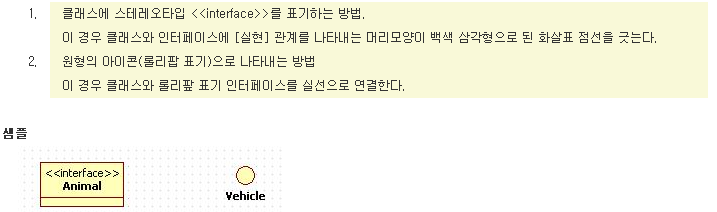 1. 클래스에 스테레오타입 <<interface>>를 표기하는 방법.
이 경우 클래스와 인터페이스에 [실현] 관계를 나타내는 머리모양이 백색 삼각형으로 된 화살표 점선을 긋는다.
2. 원형의 아이콘(롤리팝 표기)으로 나타내는 방법
이 경우 클래스와 롤리팦 표기 인터페이스를 실선으로 연결한다.
샘플
<<interface>>
Animal
Vehicle